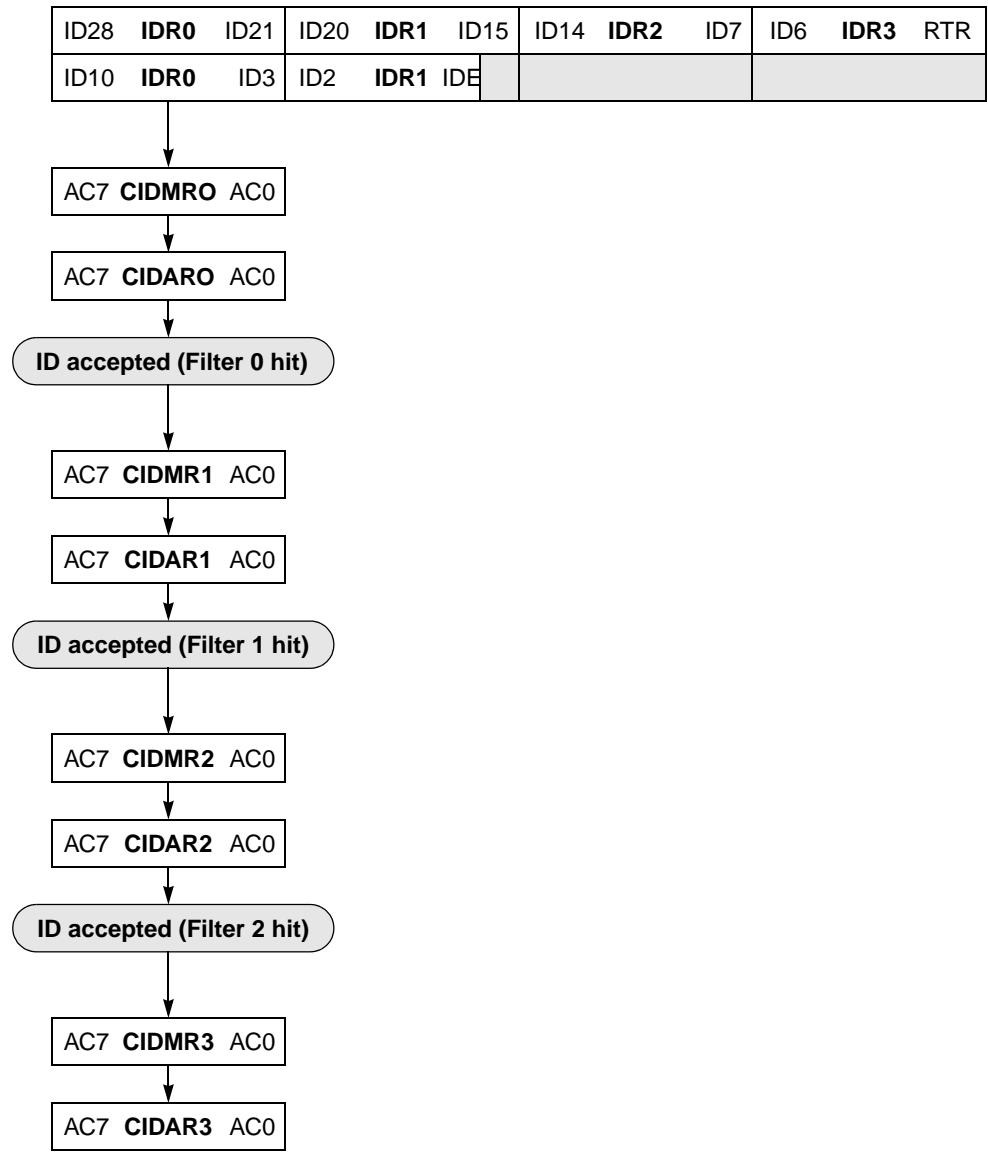 ID28 IDR0 ID21 ID20 IDR1 ID15 ID14 IDR2 ID7 ID6 IDR3 RTR
ID10 IDR0 ID3 ID2 IDR1 IDE
AC7 CIDMRO AC0
AC7 CIDARO AC0
ID accepted (Filter 0 hit)
AC7 CIDMR1 AC0
AC7 CIDAR1 AC0
ID accepted (Filter 1 hit)
AC7 CIDMR2 AC0
AC7 CIDAR2 AC0
ID accepted (Filter 2 hit)
AC7 CIDMR3 AC0
AC7 CIDAR3 AC0